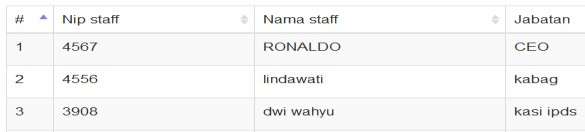 # Nip staff Nama staff Jabatan
1 4567 RONALDO CEO
2 4556 lindawati kabag
3 3908 dwi wahyu kasi ipds